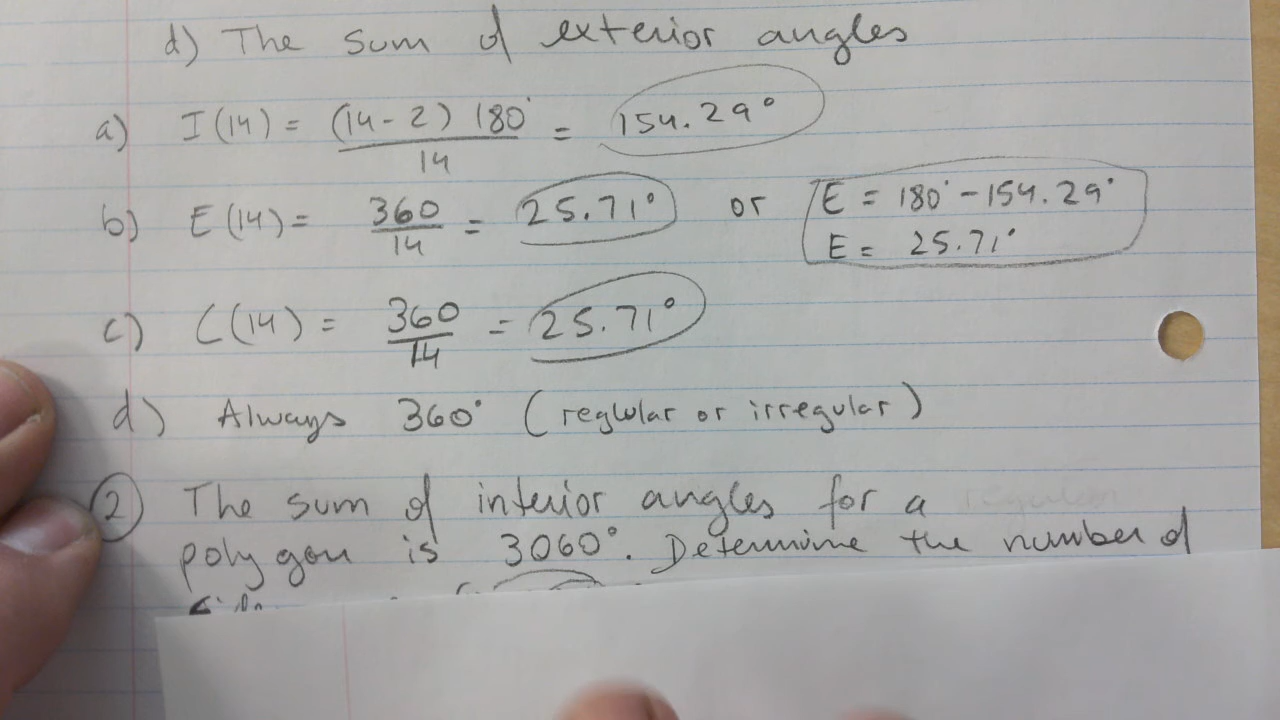 d) The sum of exterior angles
a) I(14) = (14-2) 180° / 14 = 154.29°
b) E(14) = 360 / 14 = 25.71° or E = 180° - 154.29°
E = 25.71°
c) C(14) = 360 / 14 = 25.71°
d) Always 360° (reglular or irregular)
2 The sum of interior angles for a
polygon is 3060°. Determine the number of